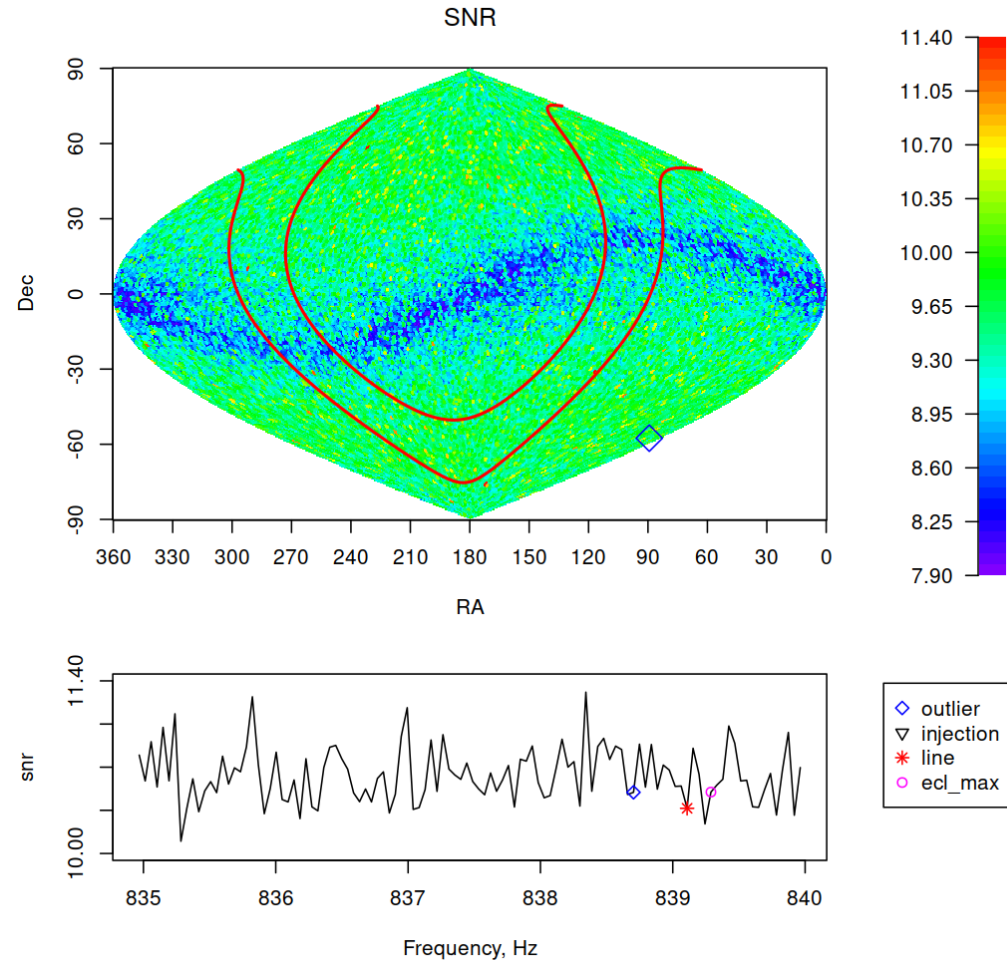 SNR
90
60
30
0
-30
-60
-90
Dec
360 330 300 270 240 210 180 150 120 90 60 30 0
RA
11.40
11.05
10.70
10.35
10.00
9.65
9.30
8.95
8.60
8.25
7.90
11.40
10.00
snr
835 836 837 838 839 840
Frequency, Hz
outlier
injection
line
ecl_max